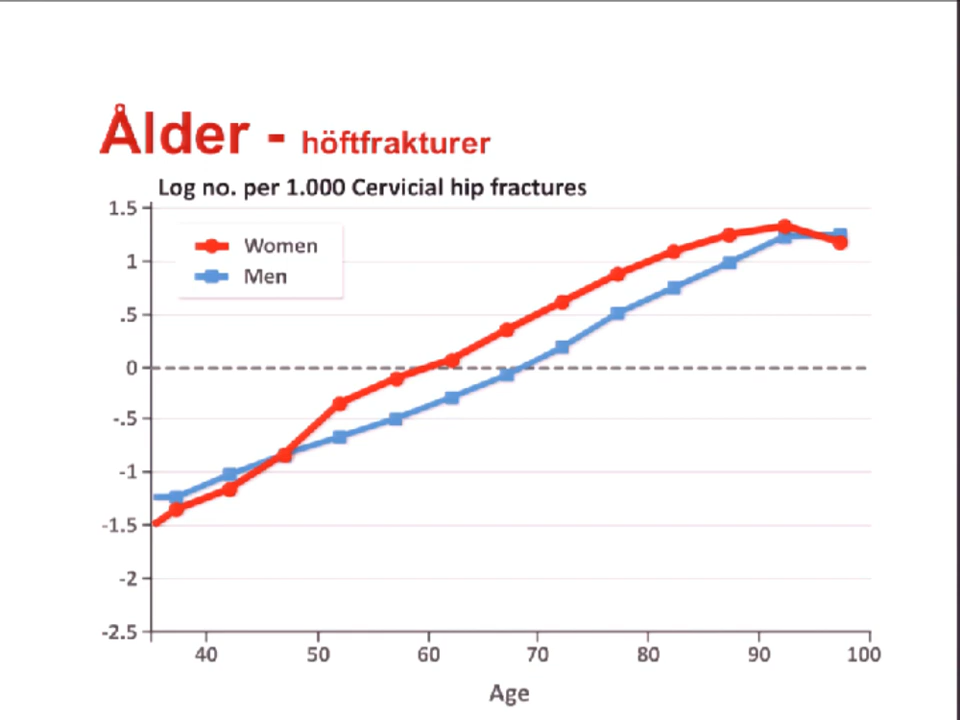 Ålder - höftfrakturer
Log no. per 1.000 Cervicial hip fractures
1.5
Women
1
Men
.5
0
-.5
-1
-1.5
-2
-2.5
40 50 60 70 80 90 100
Age